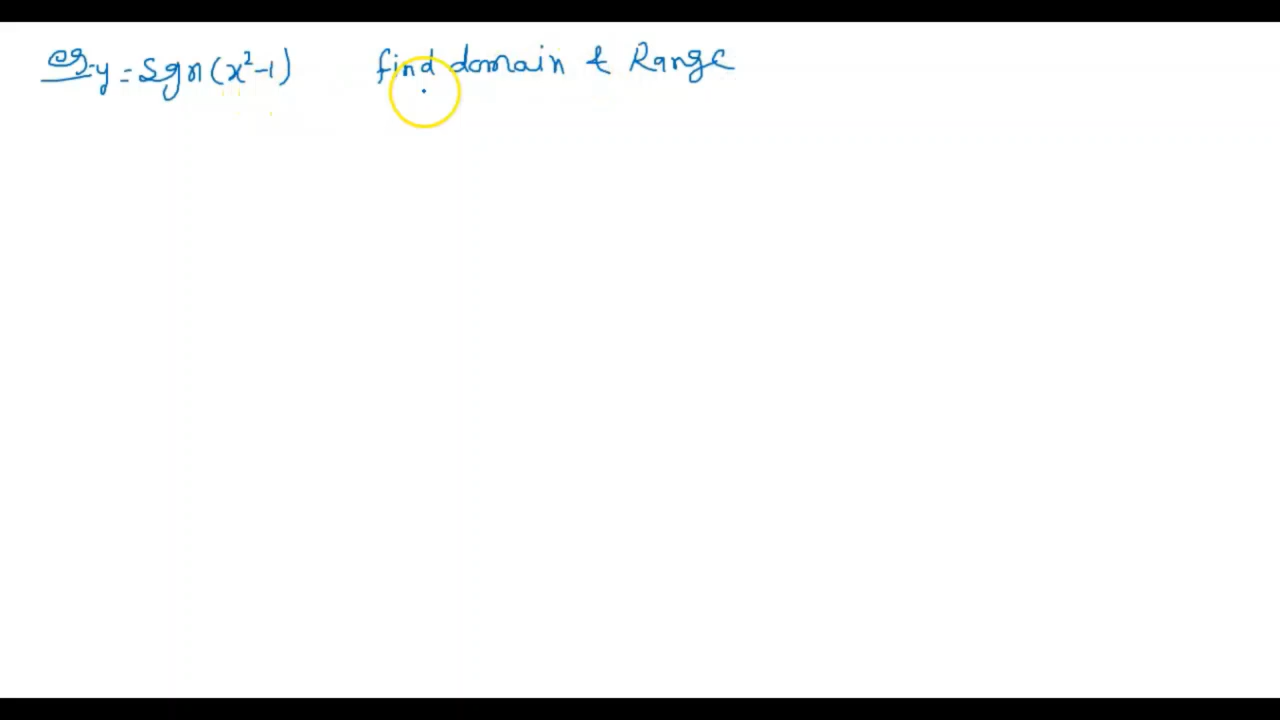 eg. y = Sgn(x²-1) find domain & Range